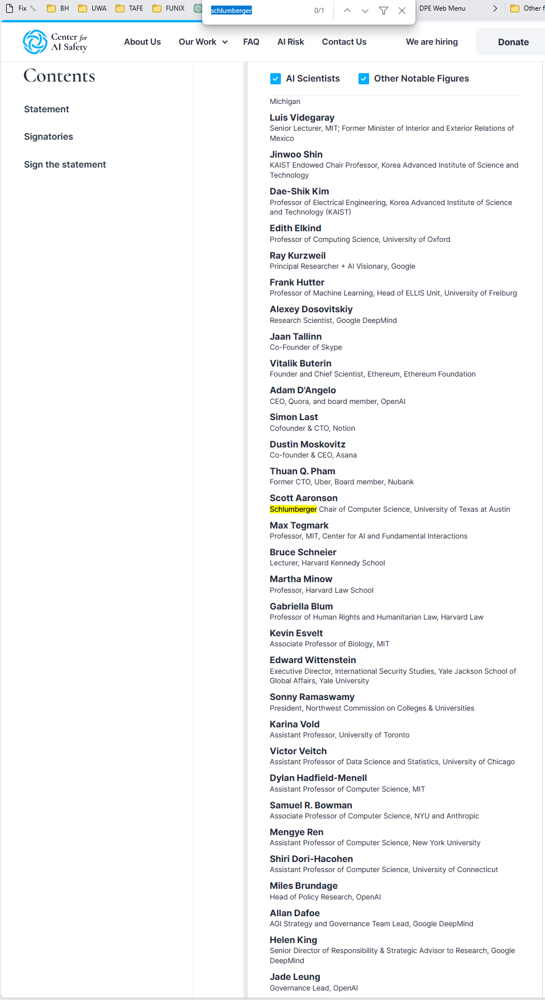 Fix
BH
UWA
TAFE
FUNIX
schlumberger
0/1
DPE Web Menu
Other f
Center for
AI Safety
About Us
Our Work
FAQ
AI Risk
Contact Us
We are hiring
Donate
Contents
Statement
Signatories
Sign the statement
AI Scientists
Other Notable Figures
Michigan
Luis Videgaray
Senior Lecturer, MIT; Former Minister of Interior and Exterior Relations of
Mexico
Jinwoo Shin
KAIST Endowed Chair Professor, Korea Advanced Institute of Science and
Technology
Dae-Shik Kim
Professor of Electrical Engineering, Korea Advanced Institute of Science
and Technology (KAIST)
Edith Elkind
Professor of Computing Science, University of Oxford
Ray Kurzweil
Principal Researcher + AI Visionary, Google
Frank Hutter
Professor of Machine Learning, Head of ELLIS Unit, University of Freiburg
Alexey Dosovitskiy
Research Scientist, Google DeepMind
Jaan Tallinn
Co-Founder of Skype
Vitalik Buterin
Founder and Chief Scientist, Ethereum, Ethereum Foundation
Adam D'Angelo
CEO, Quora, and board member, OpenAI
Simon Last
Cofounder & CTO, Notion
Dustin Moskovitz
Co-founder & CEO, Asana
Thuan Q. Pham
Former CTO, Uber, Board member, Nubank
Scott Aaronson
Schlumberger Chair of Computer Science, University of Texas at Austin
Max Tegmark
Professor, MIT, Center for AI and Fundamental Interactions
Bruce Schneier
Lecturer, Harvard Kennedy School
Martha Minow
Professor, Harvard Law School
Gabriella Blum
Professor of Human Rights and Humanitarian Law, Harvard Law
Kevin Esvelt
Associate Professor of Biology, MIT
Edward Wittenstein
Executive Director, International Security Studies, Yale Jackson School of
Global Affairs, Yale University
Sonny Ramaswamy
President, Northwest Commission on Colleges & Universities
Karina Vold
Assistant Professor, University of Toronto
Victor Veitch
Assistant Professor of Data Science and Statistics, University of Chicago
Dylan Hadfield-Menell
Assistant Professor of Computer Science, MIT
Samuel R. Bowman
Associate Professor of Computer Science, NYU and Anthropic
Mengye Ren
Assistant Professor of Computer Science, New York University
Shiri Dori-Hacohen
Assistant Professor of Computer Science, University of Connecticut
Miles Brundage
Head of Policy Research, OpenAI
Allan Dafoe
AGI Strategy and Governance Team Lead, Google DeepMind
Helen King
Senior Director of Responsibility & Strategic Advisor to Research, Google
DeepMind
Jade Leung
Governance Lead, OpenAI